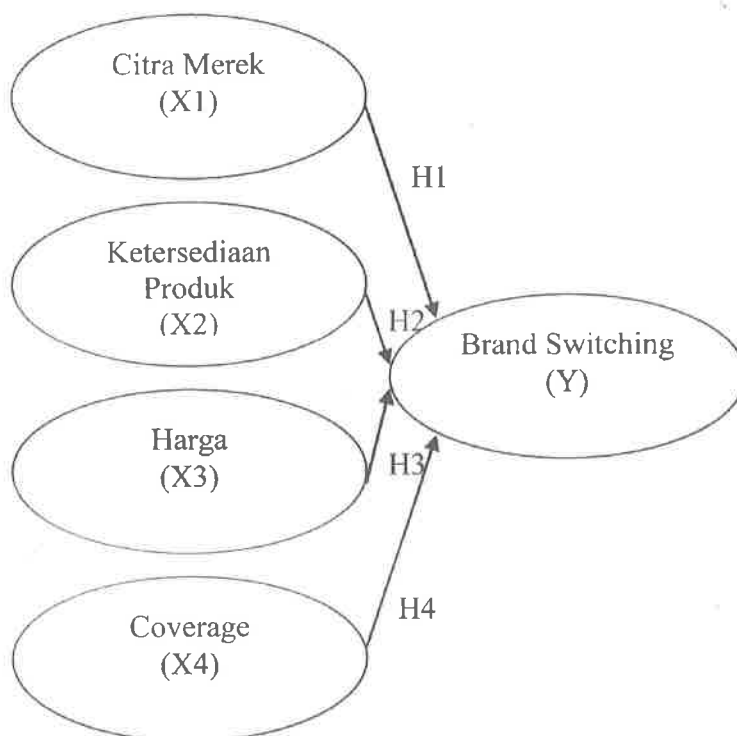 Citra Merek
(X1)
H1
Ketersediaan
Produk
(X2)
H2
Brand Switching
(Y)
Harga
(X3)
H3
H4
Coverage
(X4)